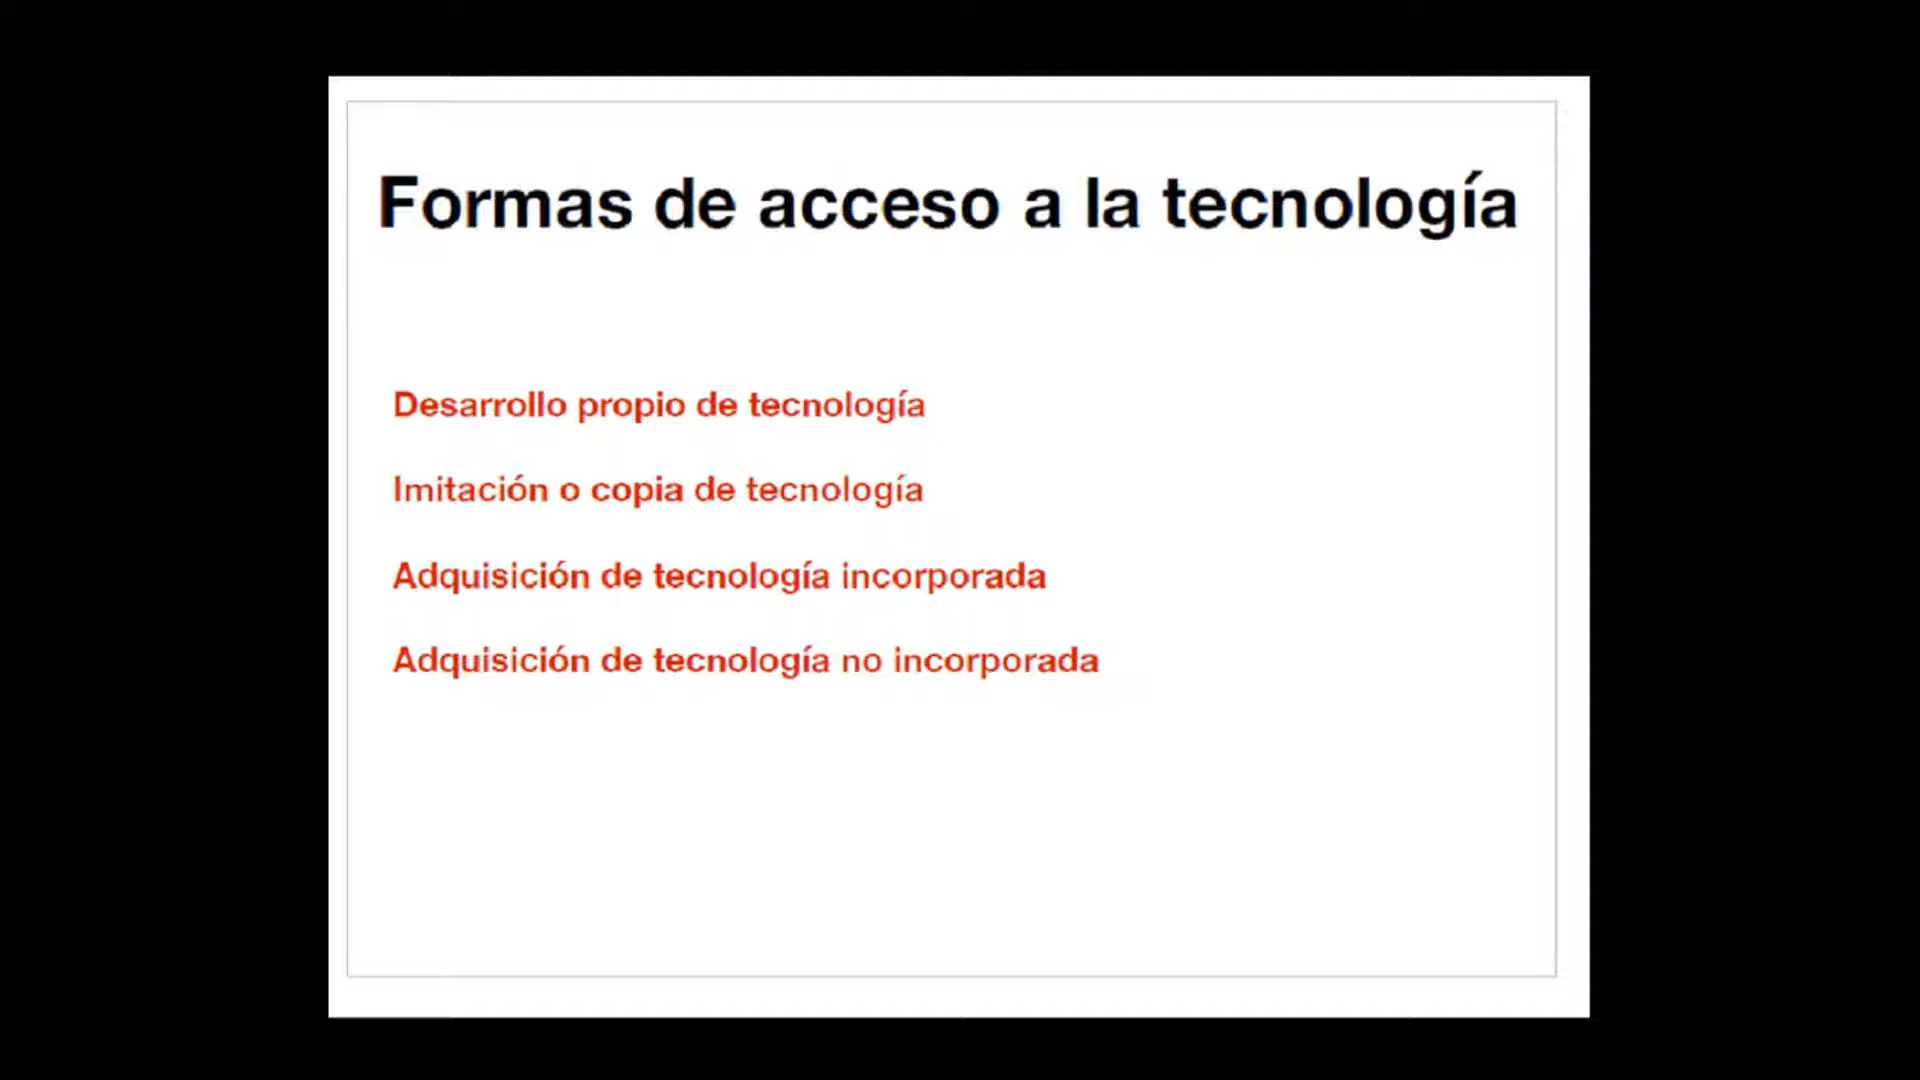 Formas de acceso a la tecnología
Desarrollo propio de tecnología
Imitación o copia de tecnología
Adquisición de tecnología incorporada
Adquisición de tecnología no incorporada